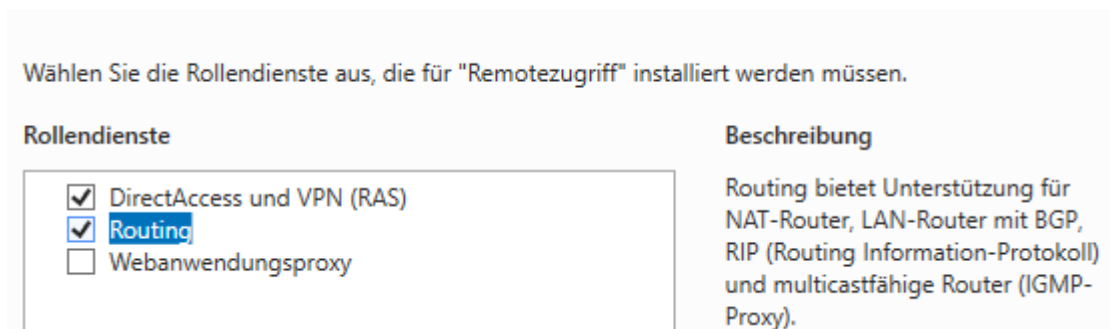 Wählen Sie die Rollendienste aus, die für "Remotezugriff" installiert werden müssen.
Rollendienste
DirectAccess und VPN (RAS)
Routing
Webanwendungsproxy
Beschreibung
Routing bietet Unterstützung für
NAT-Router, LAN-Router mit BGP,
RIP (Routing Information-Protokoll)
und multicastfähige Router (IGMP-
Proxy).